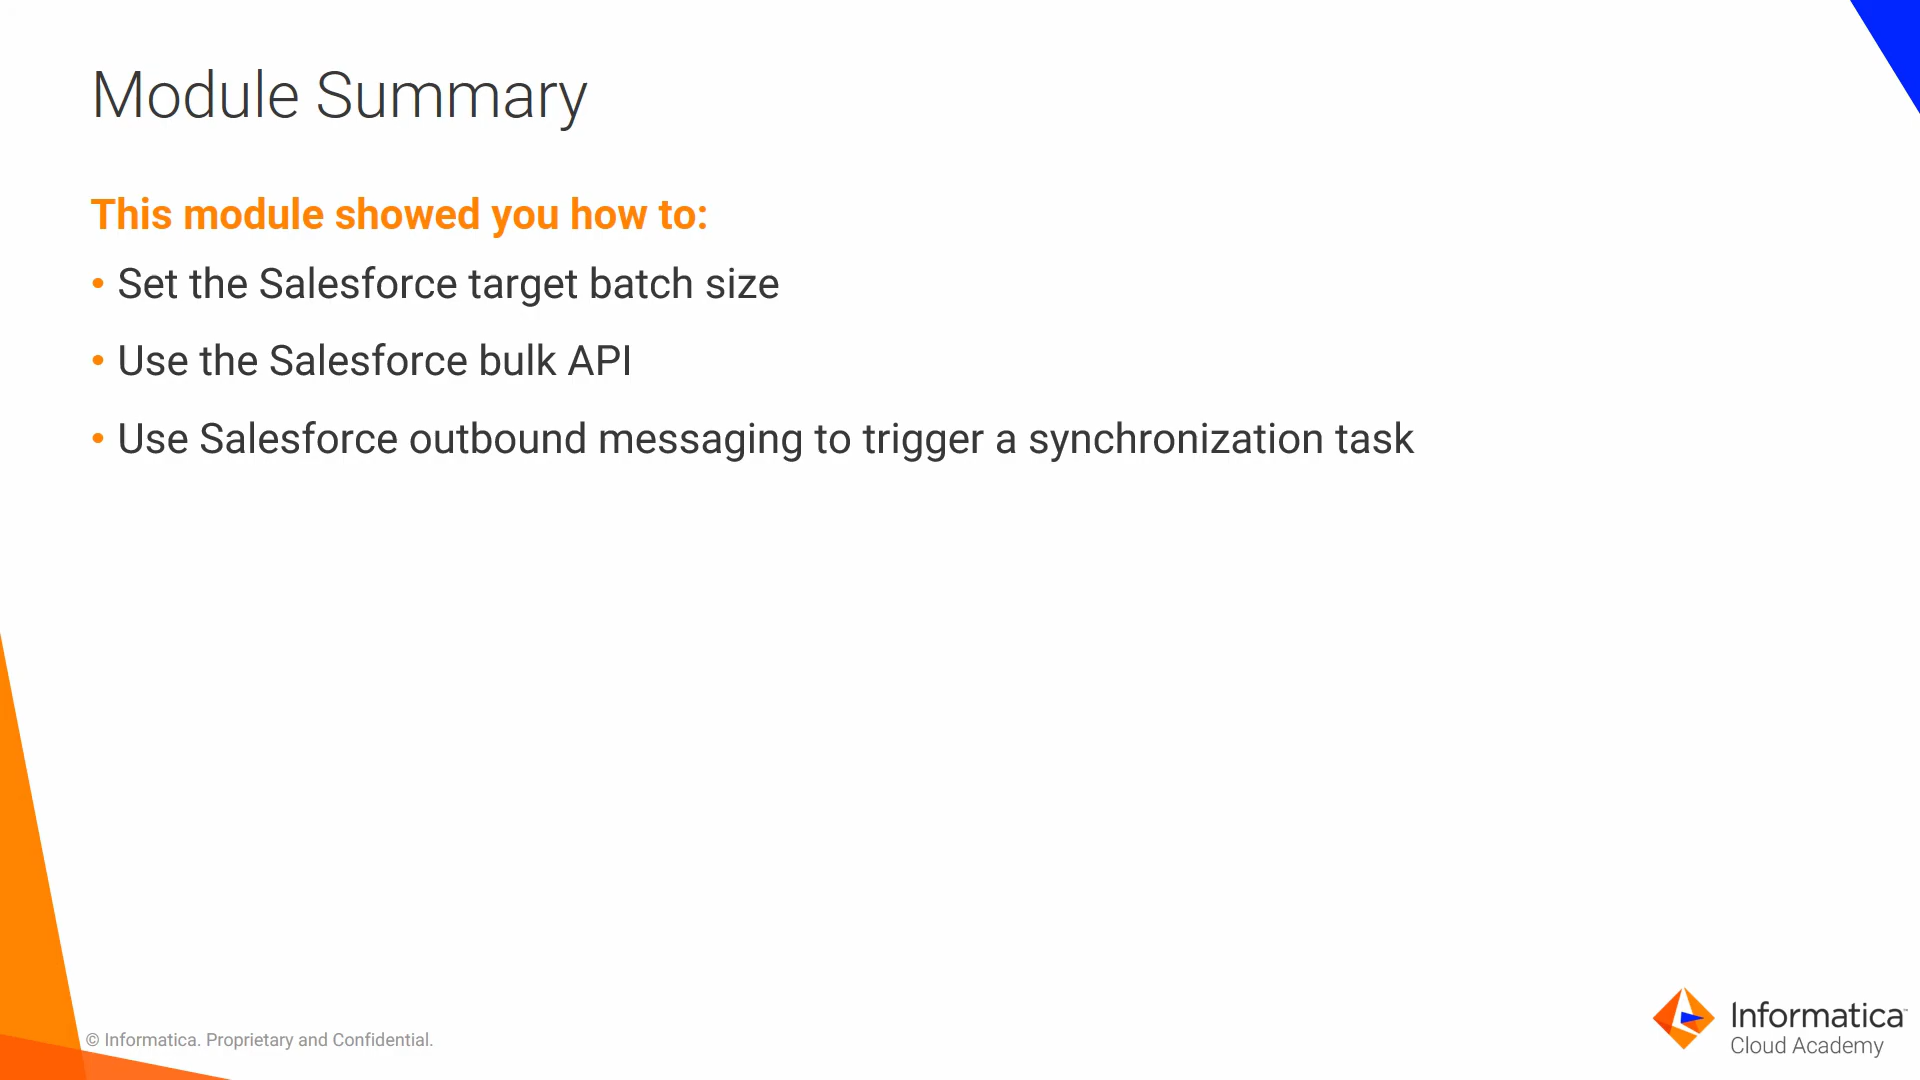 Module Summary
This module showed you how to:
• Set the Salesforce target batch size
• Use the Salesforce bulk API
• Use Salesforce outbound messaging to trigger a synchronization task
© Informatica. Proprietary and Confidential.
Informatica™
Cloud Academy